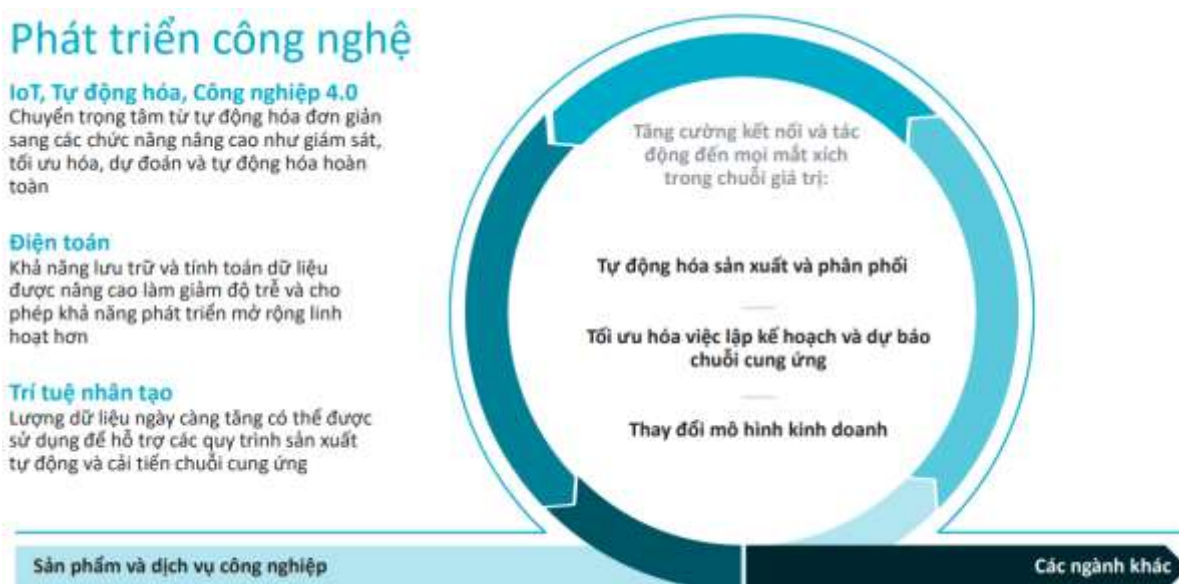 Phát triển công nghệ
IoT, Tự động hóa, Công nghiệp 4.0
Chuyển trọng tâm từ tự động hóa đơn giản
sang các chức năng nâng cao như giám sát,
tối ưu hóa, dự đoán và tự động hóa hoàn
toàn
Điện toán
Khả năng lưu trữ và tính toán dữ liệu
được nâng cao làm giảm độ trễ và cho
phép khả năng phát triển mở rộng linh
hoạt hơn
Trí tuệ nhân tạo
Lượng dữ liệu ngày càng tăng có thể được
sử dụng để hỗ trợ các quy trình sản xuất
tự động và cải tiến chuỗi cung ứng
Tăng cường kết nối và tác
động đến mọi mắt xích
trong chuỗi giá trị:
Tự động hóa sản xuất và phân phối
Tối ưu hóa việc lập kế hoạch và dự báo
chuỗi cung ứng
Thay đổi mô hình kinh doanh
Sản phẩm và dịch vụ công nghiệp
Các ngành khác